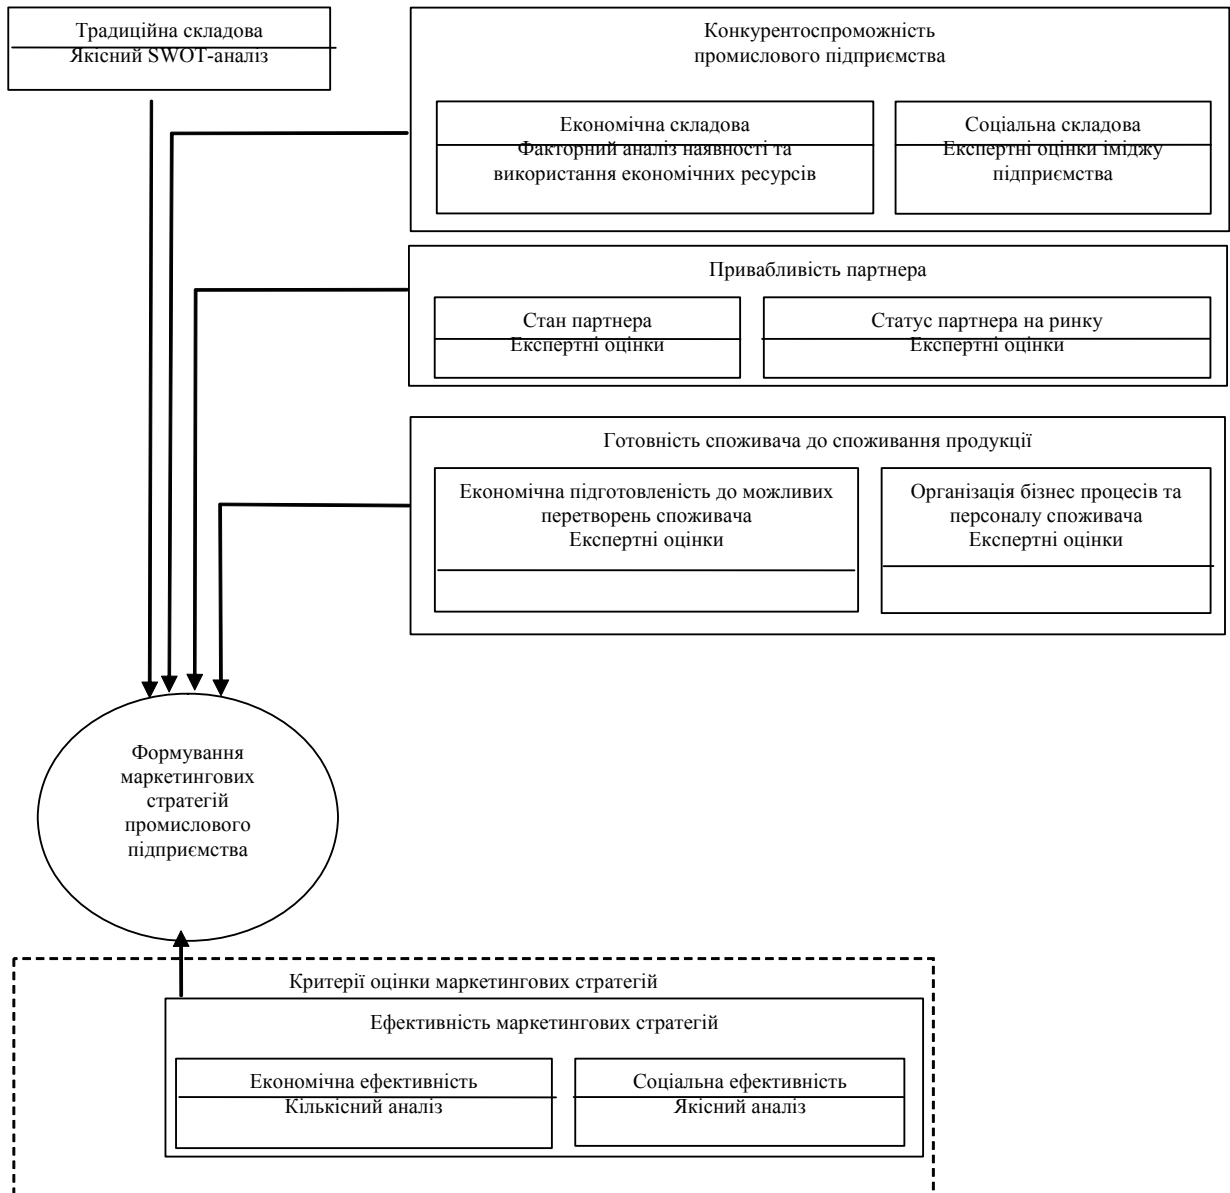 Традиційна складова
Якісний SWOT-аналіз
Конкурентоспроможність
промислового підприємства
Економічна складова
Факторний аналіз наявності та
використання економічних ресурсів
Соціальна складова
Експертні оцінки іміджу
підприємства
Привабливість партнера
Стан партнера
Експертні оцінки
Статус партнера на ринку
Експертні оцінки
Готовність споживача до споживання продукції
Економічна підготовленість до можливих
перетворень споживача
Експертні оцінки
Організація бізнес процесів та
персоналу споживача
Експертні оцінки
Формування
маркетингових
стратегій
промислового
підприємства
Критерії оцінки маркетингових стратегій
Ефективність маркетингових стратегій
Економічна ефективність
Кількісний аналіз
Соціальна ефективність
Якісний аналіз